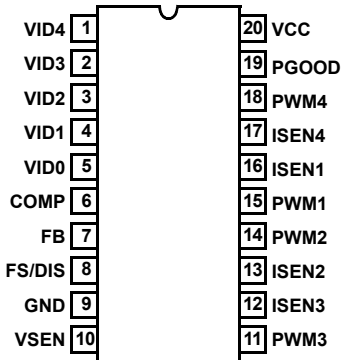 VID4 1 20 VCC
VID3 2 19 PGOOD
VID2 3 18 PWM4
VID1 4 17 ISEN4
VID0 5 16 ISEN1
COMP 6 15 PWM1
FB 7 14 PWM2
FS/DIS 8 13 ISEN2
GND 9 12 ISEN3
VSEN 10 11 PWM3